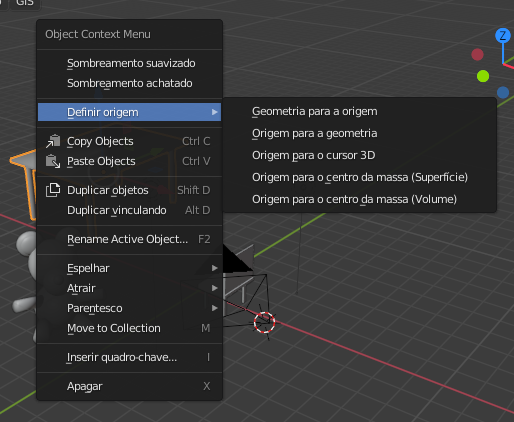 GIS
Object Context Menu
Sombreamento suavizado
Sombreamento achatado
Definir origem
Geometria para a origem
Origem para a geometria
Origem para o cursor 3D
Origem para o centro da massa (Superfície)
Origem para o centro da massa (Volume)
Copy Objects Ctrl C
Paste Objects Ctrl V
Duplicar objetos Shift D
Duplicar vinculando Alt D
Rename Active Object... F2
Espelhar
Atrair
Parentesco
Move to Collection M
Inserir quadro-chave... I
Apagar X
Z